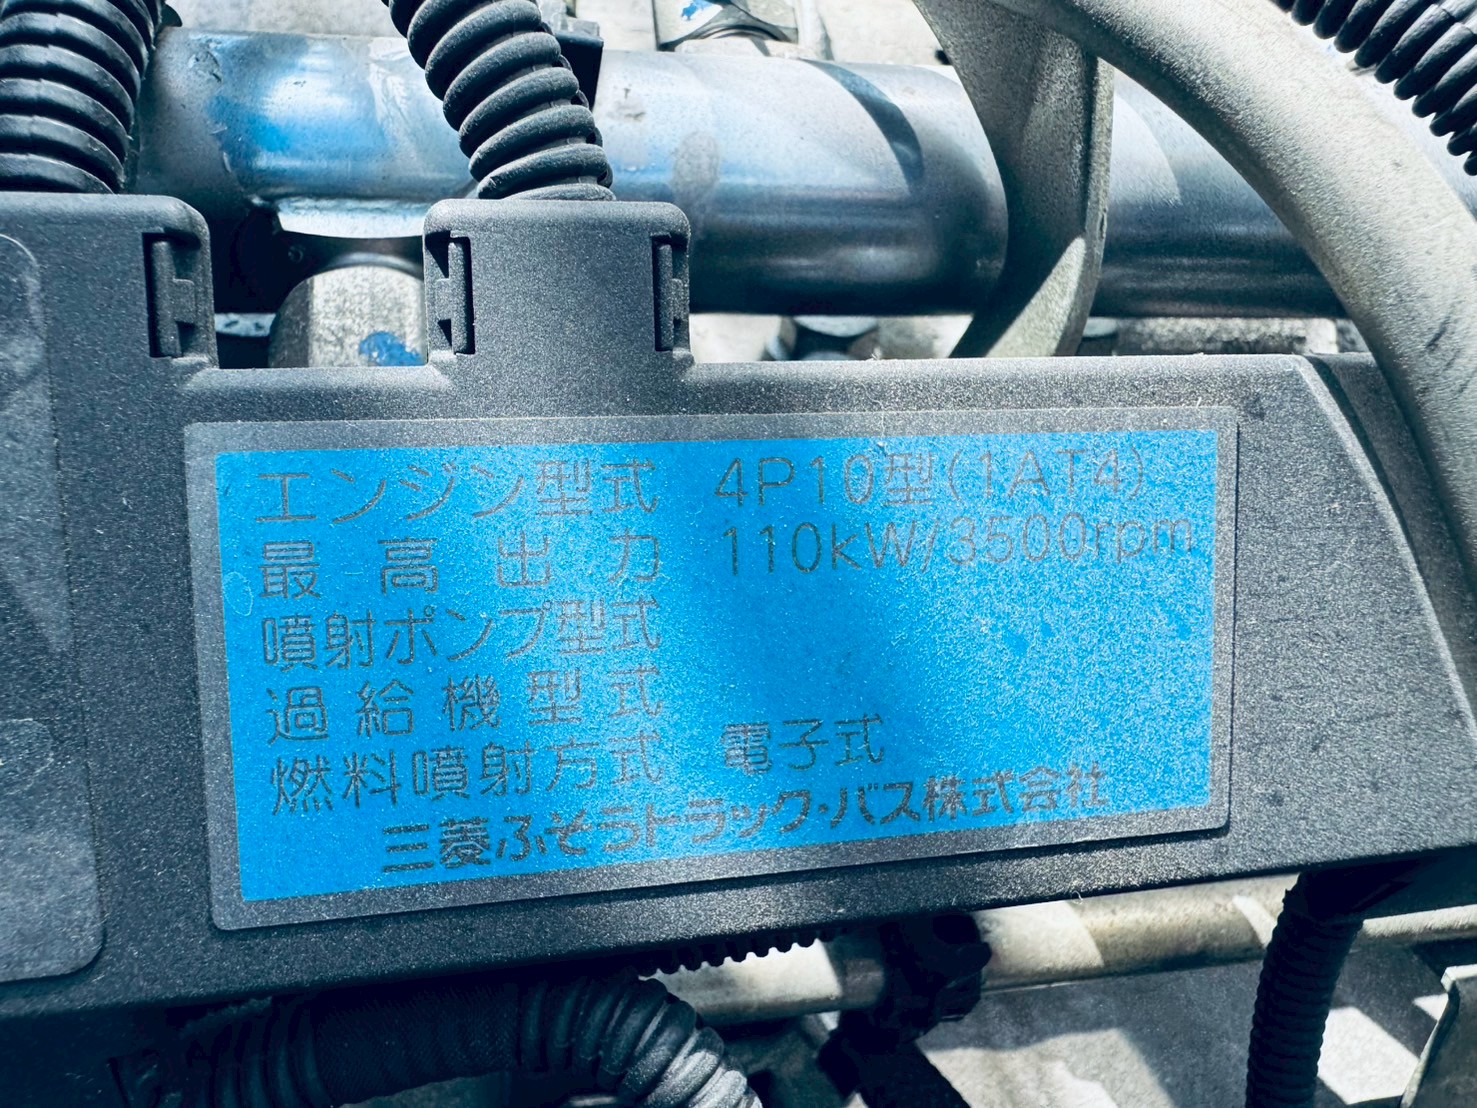 エンジン型式 4P10型(1AT4)
最高出力 110kW/3500rpm
噴射ポンプ型式
過給機型式
燃料噴射方式 電子式
三菱ふそうトラック・バス株式会社